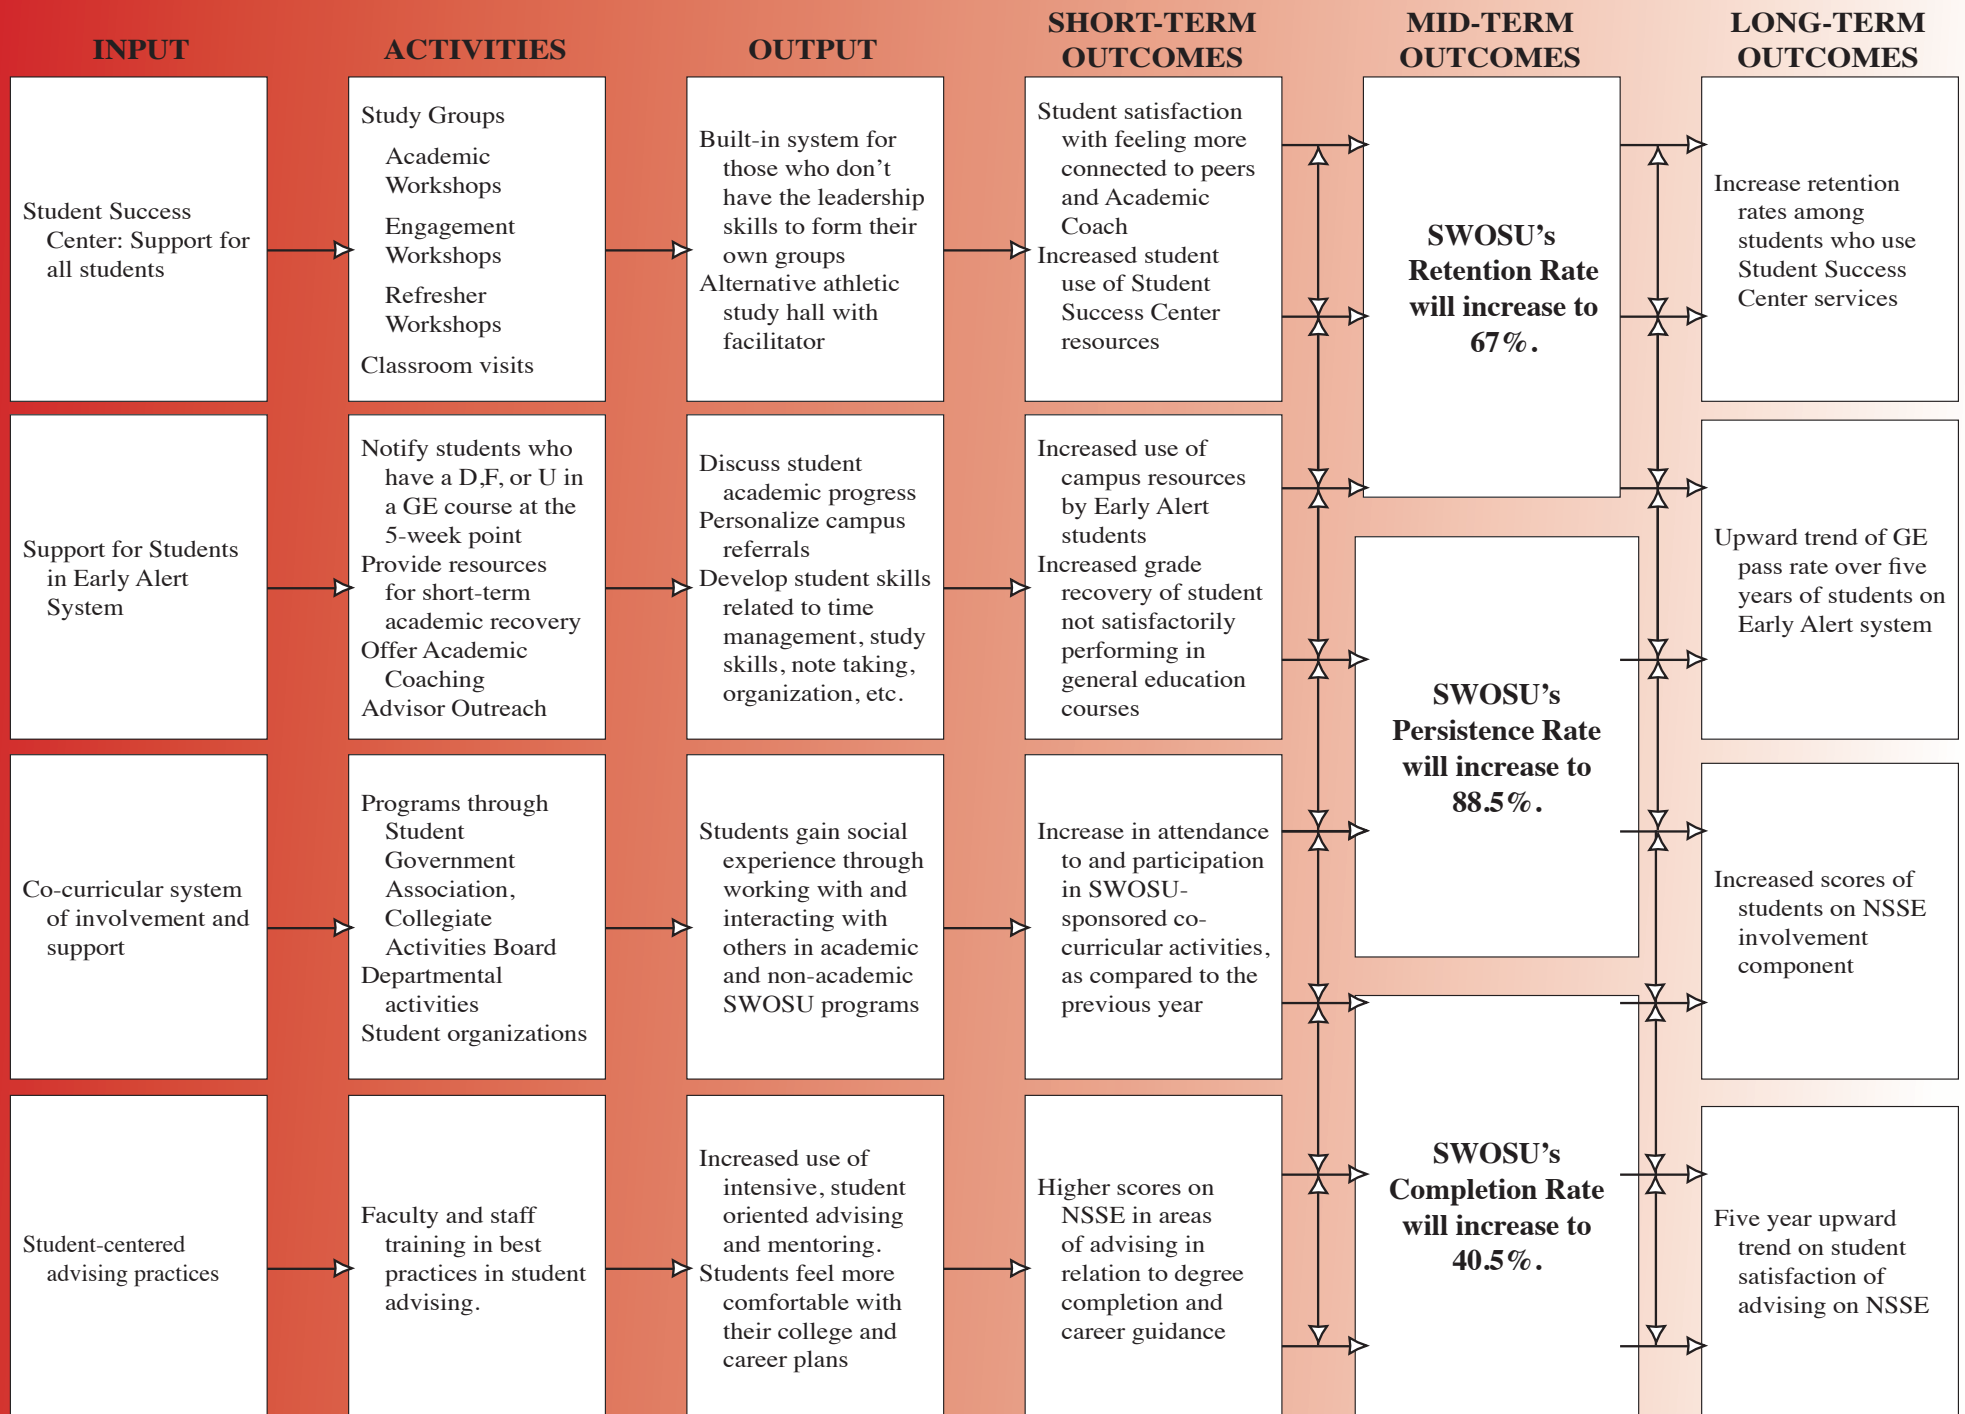 INPUT
ACTIVITIES
OUTPUT
SHORT-TERM
OUTCOMES
MID-TERM
OUTCOMES
LONG-TERM
OUTCOMES
Student Success
Center: Support for
all students
Study Groups
Academic
Workshops
Engagement
Workshops
Refresher
Workshops
Classroom visits
Built-in system for
those who don’t
have the leadership
skills to form their
own groups
Alternative athletic
study hall with
facilitator
Student satisfaction
with feeling more
connected to peers
and Academic
Coach
Increased student
use of Student
Success Center
resources
SWOSU’s
Retention Rate
will increase to
67%.
Increase retention
rates among
students who use
Student Success
Center services
Support for Students
in Early Alert
System
Notify students who
have a D,F, or U in
a GE course at the
5-week point
Provide resources
for short-term
academic recovery
Offer Academic
Coaching
Advisor Outreach
Discuss student
academic progress
Personalize campus
referrals
Develop student skills
related to time
management, study
skills, note taking,
organization, etc.
Increased use of
campus resources
by Early Alert
students
Increased grade
recovery of student
not satisfactorily
performing in
general education
courses
SWOSU’s
Persistence Rate
will increase to
88.5%.
Upward trend of GE
pass rate over five
years of students on
Early Alert system
Co-curricular system
of involvement and
support
Programs through
Student
Government
Association,
Collegiate
Activities Board
Departmental
activities
Student organizations
Students gain social
experience through
working with and
interacting with
others in academic
and non-academic
SWOSU programs
Increase in attendance
to and participation
in SWOSU-
sponsored co-
curricular activities,
as compared to the
previous year
Increased scores of
students on NSSE
involvement
component
Student-centered
advising practices
Faculty and staff
training in best
practices in student
advising.
Increased use of
intensive, student
oriented advising
and mentoring.
Students feel more
comfortable with
their college and
career plans
Higher scores on
NSSE in areas
of advising in
relation to degree
completion and
career guidance
SWOSU’s
Completion Rate
will increase to
40.5%.
Five year upward
trend on student
satisfaction of
advising on NSSE